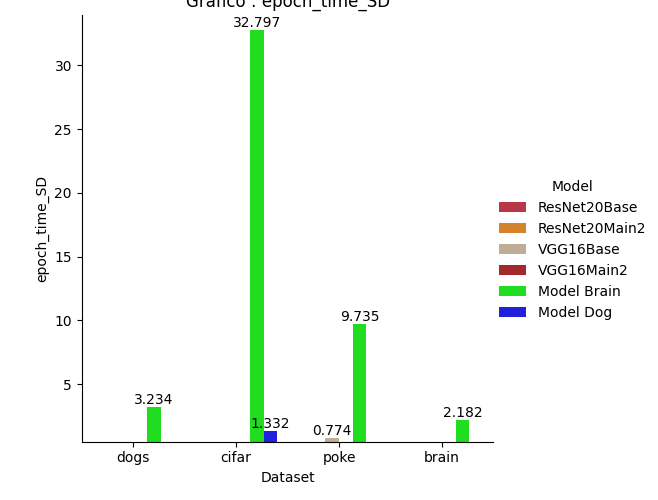 Grafico : epoch_time_SD
32.797
30
25
20
15
10
5
epoch_time_SD
3.234
1.332
0.774
9.735
2.182
dogs
cifar
poke
brain
Dataset
Model
ResNet20Base
ResNet20Main2
VGG16Base
VGG16Main2
Model Brain
Model Dog